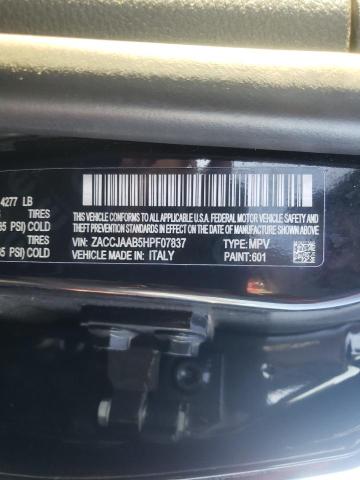 4277 LB
TIRES
PSI) COLD
TIRES
PSI) COLD
THIS VEHICLE CONFORMS TO ALL APPLICABLE U.S.A. FEDERAL MOTOR VEHICLE SAFETY AND
THEFT PREVENTION STANDARDS IN EFFECT ON THE DATE OF MANUFACTURE SHOWN ABOVE.
VIN: ZACCJAAB5HPF07837 TYPE: MPV
VEHICLE MADE IN: ITALY PAINT: 601